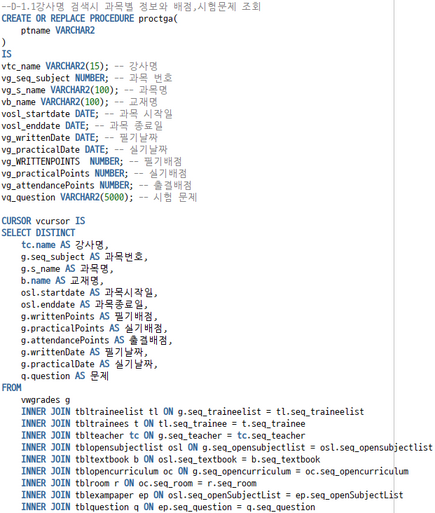 --D-1.1강사명 검색시 과목별 정보와 배점,시험문제 조회
CREATE OR REPLACE PROCEDURE proctga(
ptname VARCHAR2
)
IS
vtc_name VARCHAR2(15); -- 강사명
vg_seq_subject NUMBER; -- 과목 번호
vg_s_name VARCHAR2(100); -- 과목명
vb_name VARCHAR2(100); -- 교재명
vosl_startdate DATE; -- 과목 시작일
vosl_enddate DATE; -- 과목 종료일
vg_writtenDate DATE; -- 필기날짜
vg_practicalDate DATE; -- 실기날짜
vg_WRITTENPOINTS  NUMBER; -- 필기배점
vg_practicalPoints NUMBER; -- 실기배점
vg_attendancePoints NUMBER; -- 출결배점
vq_question VARCHAR2(5000); -- 시험 문제
CURSOR vcursor IS
SELECT DISTINCT
tc.name AS 강사명,
g.seq_subject AS 과목번호,
g.s_name AS 과목명,
b.name AS 교재명,
osl.startdate AS 과목시작일,
osl.enddate AS 과목종료일,
g.writtenPoints AS 필기배점,
g.practicalPoints AS 실기배점,
g.attendancePoints AS 출결배점,
g.writtenDate AS 필기날짜,
g.practicalDate AS 실기날짜,
q.question AS 문제
FROM
vwgrades g
INNER JOIN tbltraineelist tl ON g.seq_traineelist = tl.seq_traineelist
INNER JOIN tbltrainees t ON tl.seq_trainee = t.seq_trainee
INNER JOIN tblteacher tc ON g.seq_teacher = tc.seq_teacher
INNER JOIN tblopensubjectlist osl ON g.seq_opensubjectlist = osl.seq_opensubjectlist
INNER JOIN tbltextbook b ON osl.seq_textbook = b.seq_textbook
INNER JOIN tblopencurriculum oc ON g.seq_opencurriculum = oc.seq_opencurriculum
INNER JOIN tblroom r ON oc.seq_room = r.seq_room
INNER JOIN tblexampaper ep ON osl.seq_openSubjectList = ep.seq_openSubjectList
INNER JOIN tblquestion q ON ep.seq_question = q.seq_question